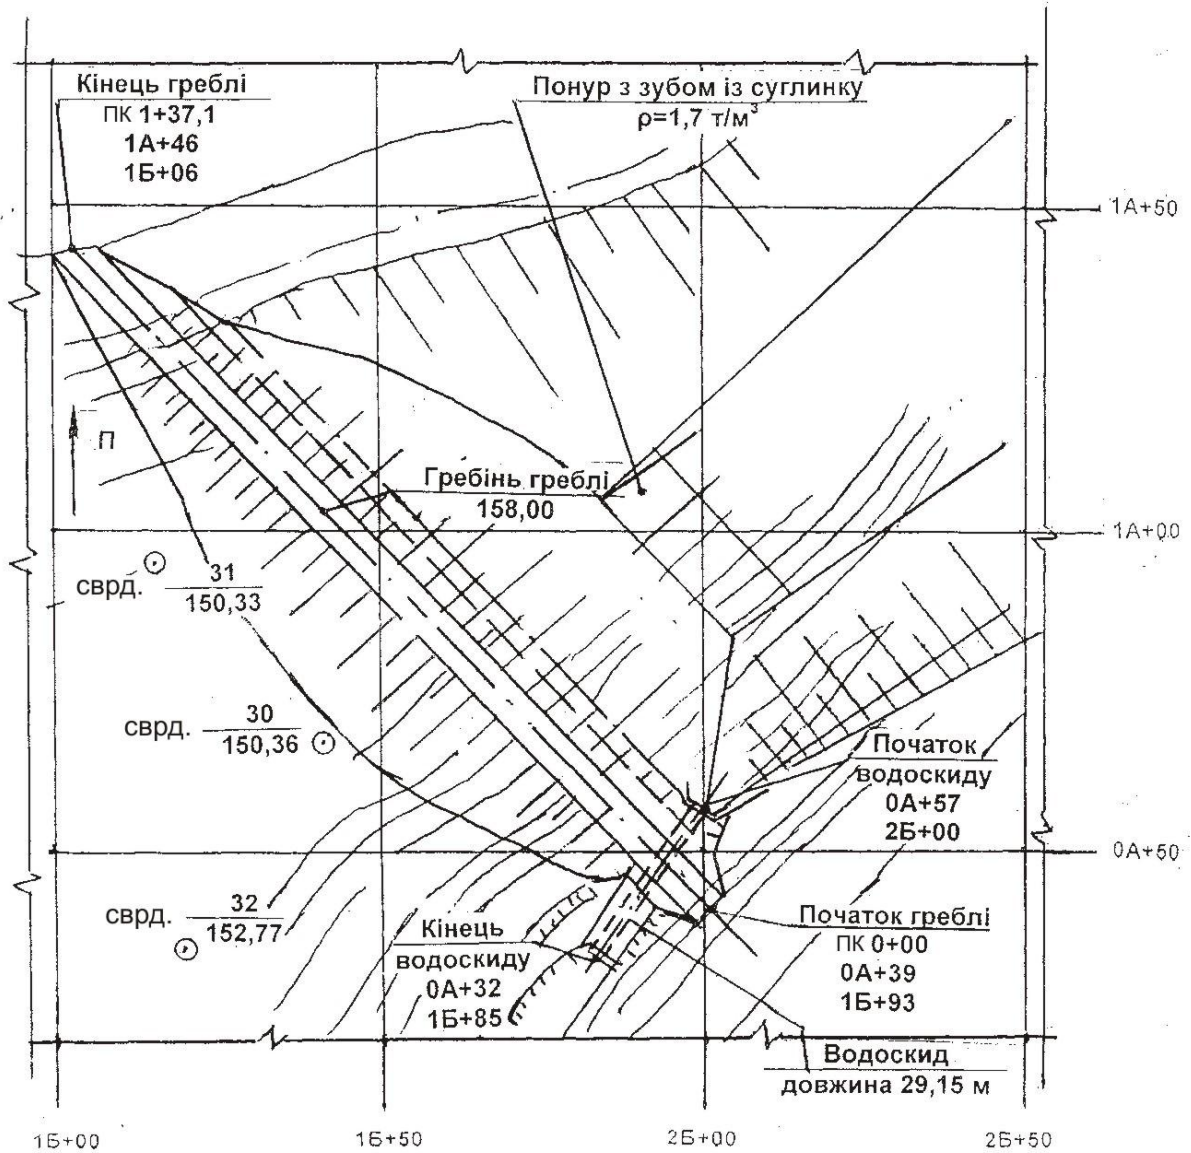 Кінець греблі
ПК 1+37,1
1А+46
1Б+06
Понур з зубом із суглинку
ρ=1,7 т/м³
1А+50
П
Гребінь греблі
158,00
1А+00
сврд. 31
150,33
сврд. 30
150,36
Початок
водоскиду
0А+57
2Б+00
0А+50
сврд. 32
152,77
Кінець
водоскиду
0А+32
1Б+85
Початок греблі
ПК 0+00
0А+39
1Б+93
Водоскид
довжина 29,15 м
1Б+00
1Б+50
2Б+00
2Б+50